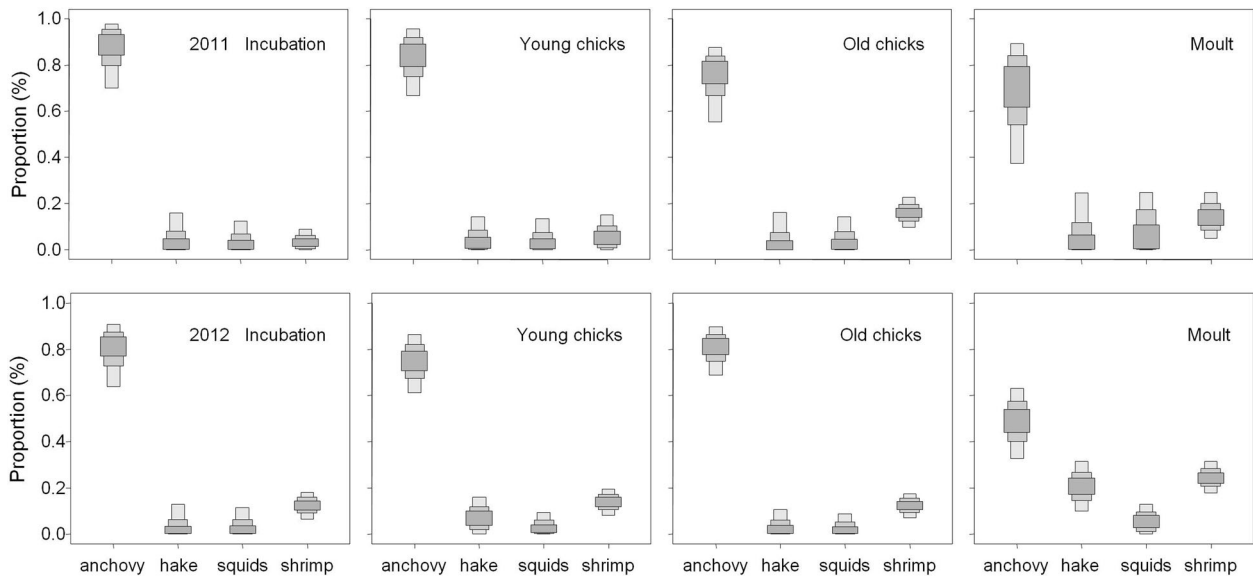 1.0
0.8
0.6
0.4
0.2
0.0
Proportion (%)
2011 Incubation
Young chicks
Old chicks
Moult
1.0
0.8
0.6
0.4
0.2
0.0
Proportion (%)
2012 Incubation
Young chicks
Old chicks
Moult
anchovy hake squids shrimp
anchovy hake squids shrimp
anchovy hake squids shrimp
anchovy hake squids shrimp